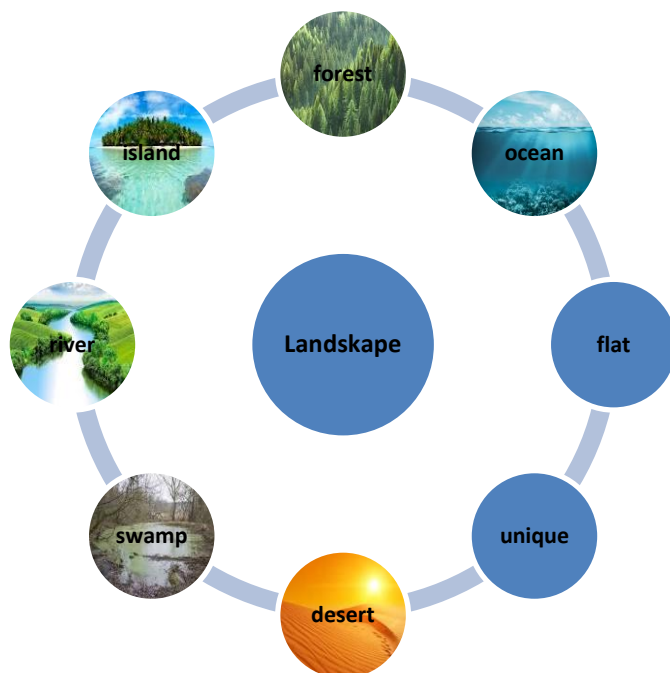 forest
island
ocean
river
Landskape
flat
swamp
unique
desert